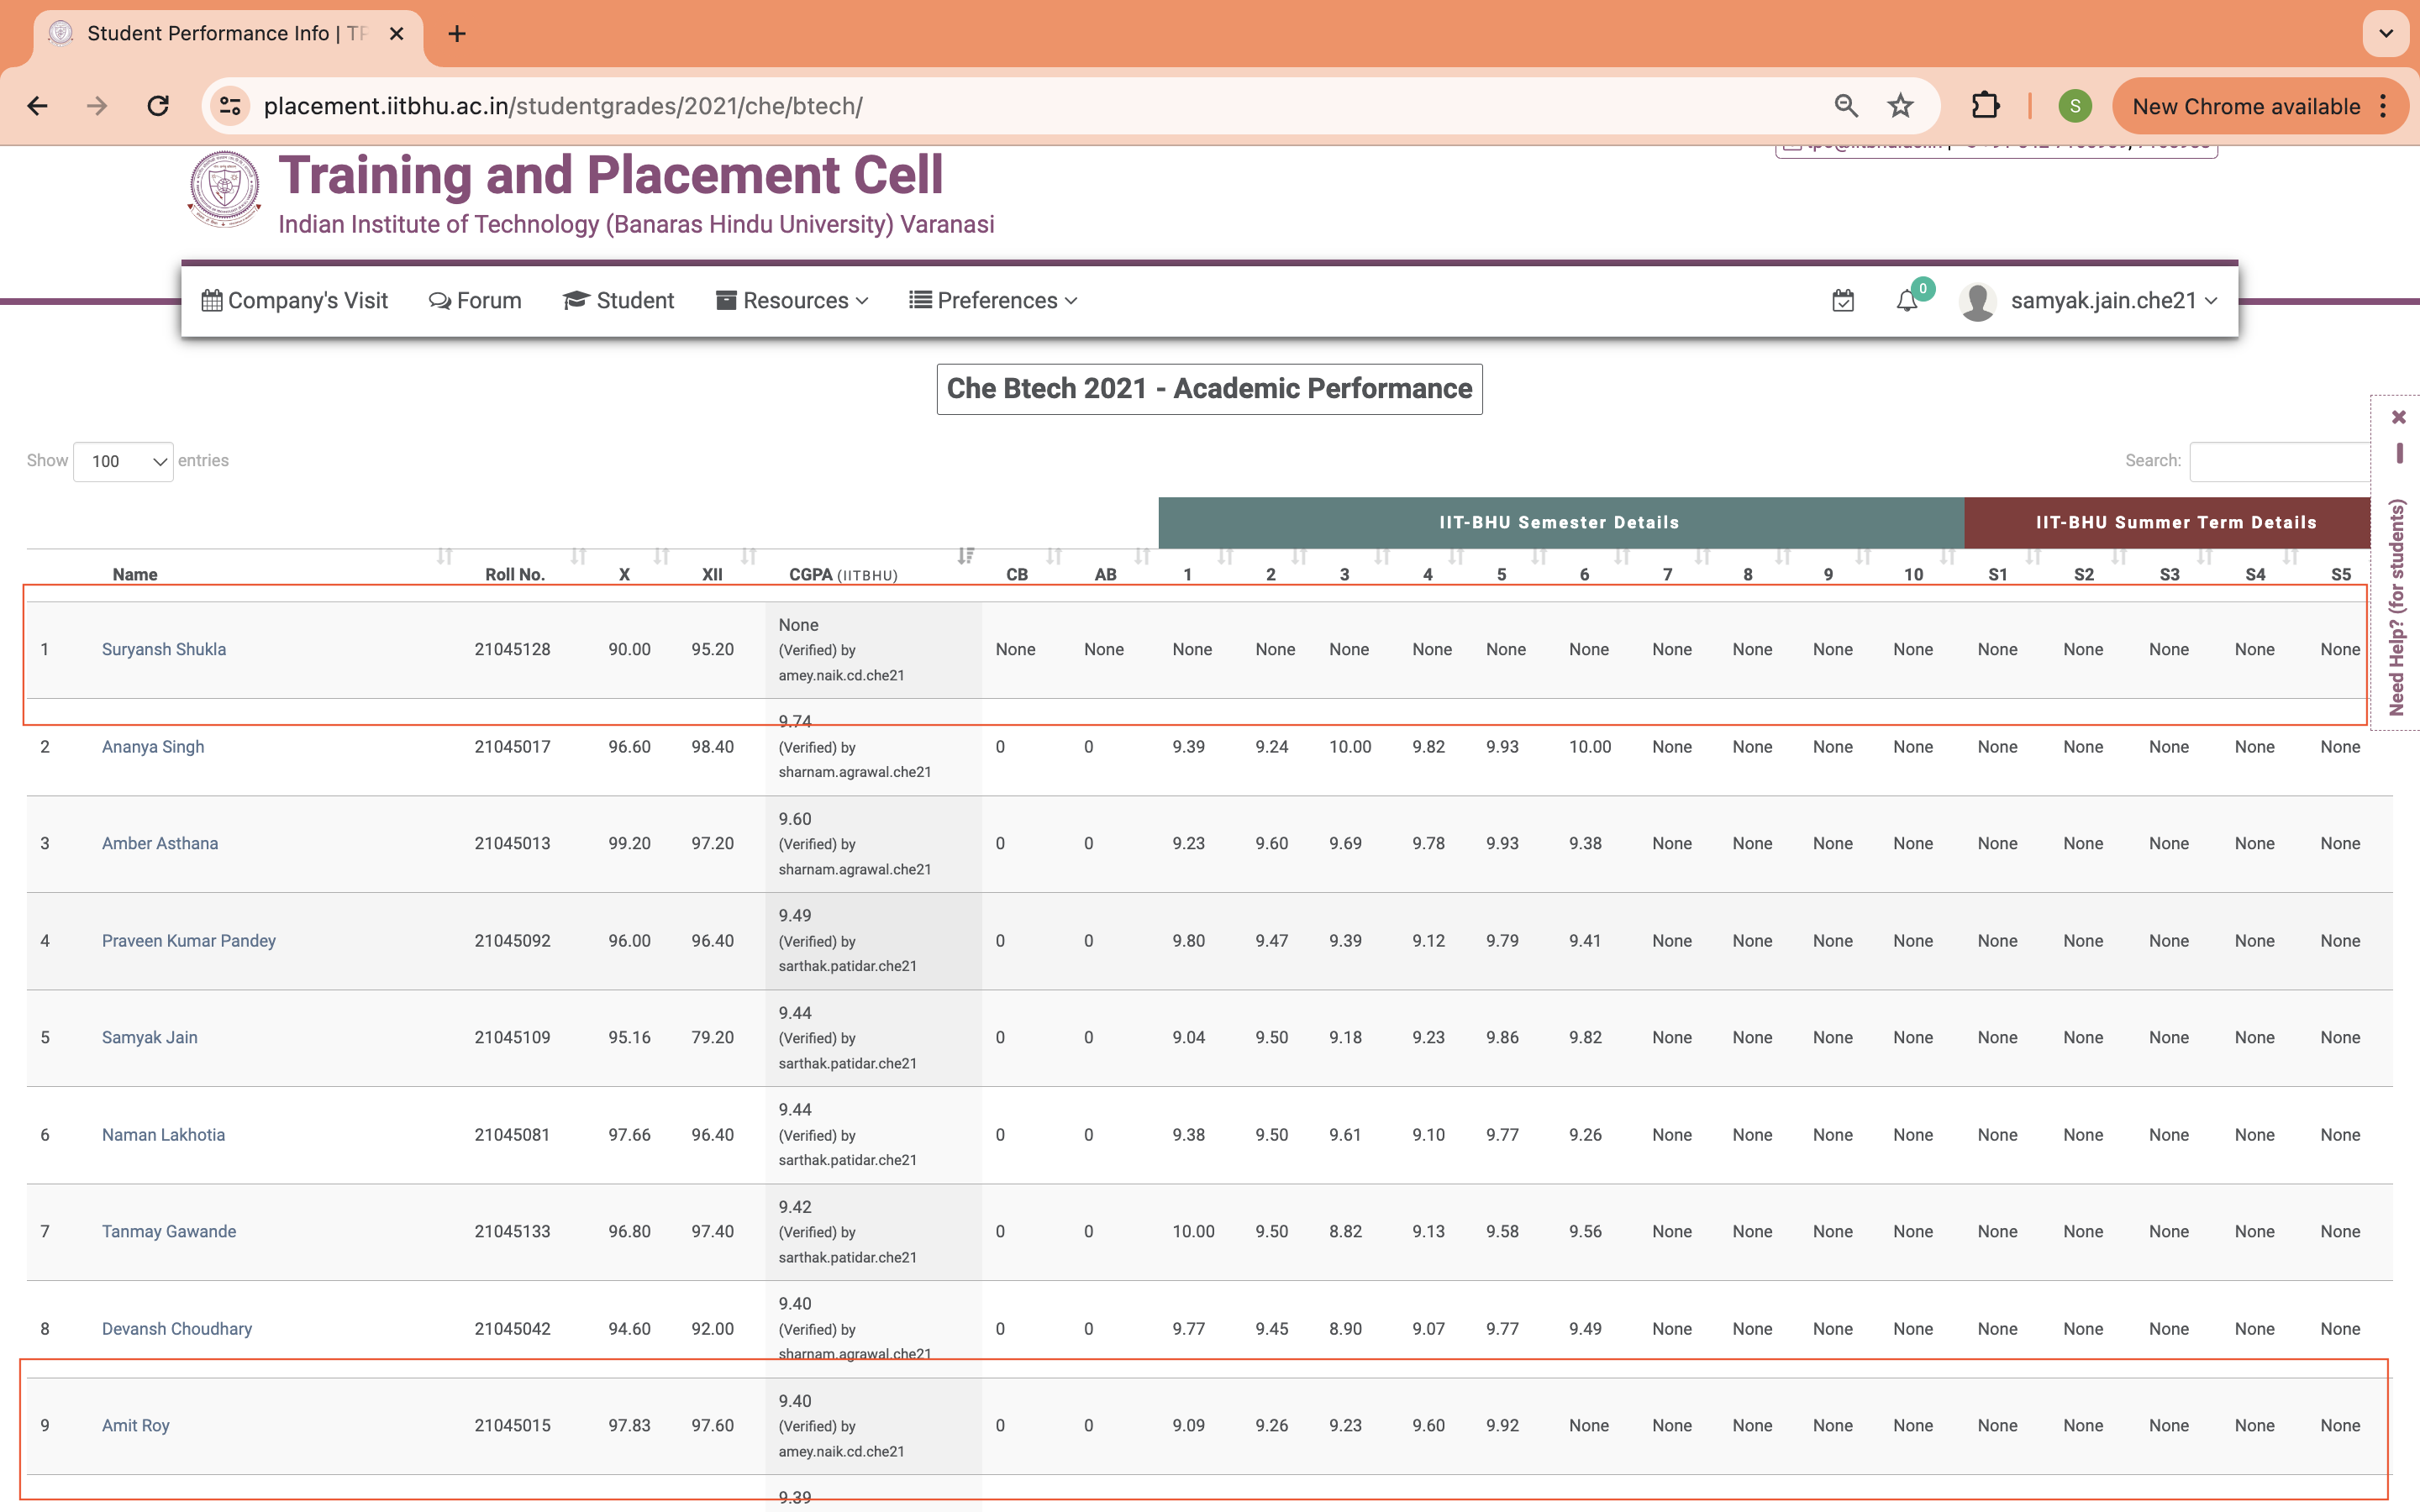 Student Performance Info | TP
placement.iitbhu.ac.in/studentgrades/2021/che/btech/
S
New Chrome available
Training and Placement Cell
Indian Institute of Technology (Banaras Hindu University) Varanasi
Company's Visit Forum Student Resources Preferences 0 samyak.jain.che21
Che Btech 2021 - Academic Performance
Show 100 entries Search:
Need Help? (for students)
IIT-BHU Semester Details IIT-BHU Summer Term Details
Name Roll No. X XII CGPA (IITBHU) CB AB 1 2 3 4 5 6 7 8 9 10 S1 S2 S3 S4 S5
None
1 Suryansh Shukla 21045128 90.00 95.20 (Verified) by None None None None None None None None None None None None None None None None None
amey.naik.cd.che21
9.74
2 Ananya Singh 21045017 96.60 98.40 (Verified) by 0 0 9.39 9.24 10.00 9.82 9.93 10.00 None None None None None None None None None
sharnam.agrawal.che21
9.60
3 Amber Asthana 21045013 99.20 97.20 (Verified) by 0 0 9.23 9.60 9.69 9.78 9.93 9.38 None None None None None None None None None
sharnam.agrawal.che21
9.49
4 Praveen Kumar Pandey 21045092 96.00 96.40 (Verified) by 0 0 9.80 9.47 9.39 9.12 9.79 9.41 None None None None None None None None None
sarthak.patidar.che21
9.44
5 Samyak Jain 21045109 95.16 79.20 (Verified) by 0 0 9.04 9.50 9.18 9.23 9.86 9.82 None None None None None None None None None
sarthak.patidar.che21
9.44
6 Naman Lakhotia 21045081 97.66 96.40 (Verified) by 0 0 9.38 9.50 9.61 9.10 9.77 9.26 None None None None None None None None None
sarthak.patidar.che21
9.42
7 Tanmay Gawande 21045133 96.80 97.40 (Verified) by 0 0 10.00 9.50 8.82 9.13 9.58 9.56 None None None None None None None None None
sarthak.patidar.che21
9.40
8 Devansh Choudhary 21045042 94.60 92.00 (Verified) by 0 0 9.77 9.45 8.90 9.07 9.77 9.49 None None None None None None None None None
sharnam.agrawal.che21
9.40
9 Amit Roy 21045015 97.83 97.60 (Verified) by 0 0 9.09 9.26 9.23 9.60 9.92 None None None None None None None None None None
amey.naik.cd.che21
9.39